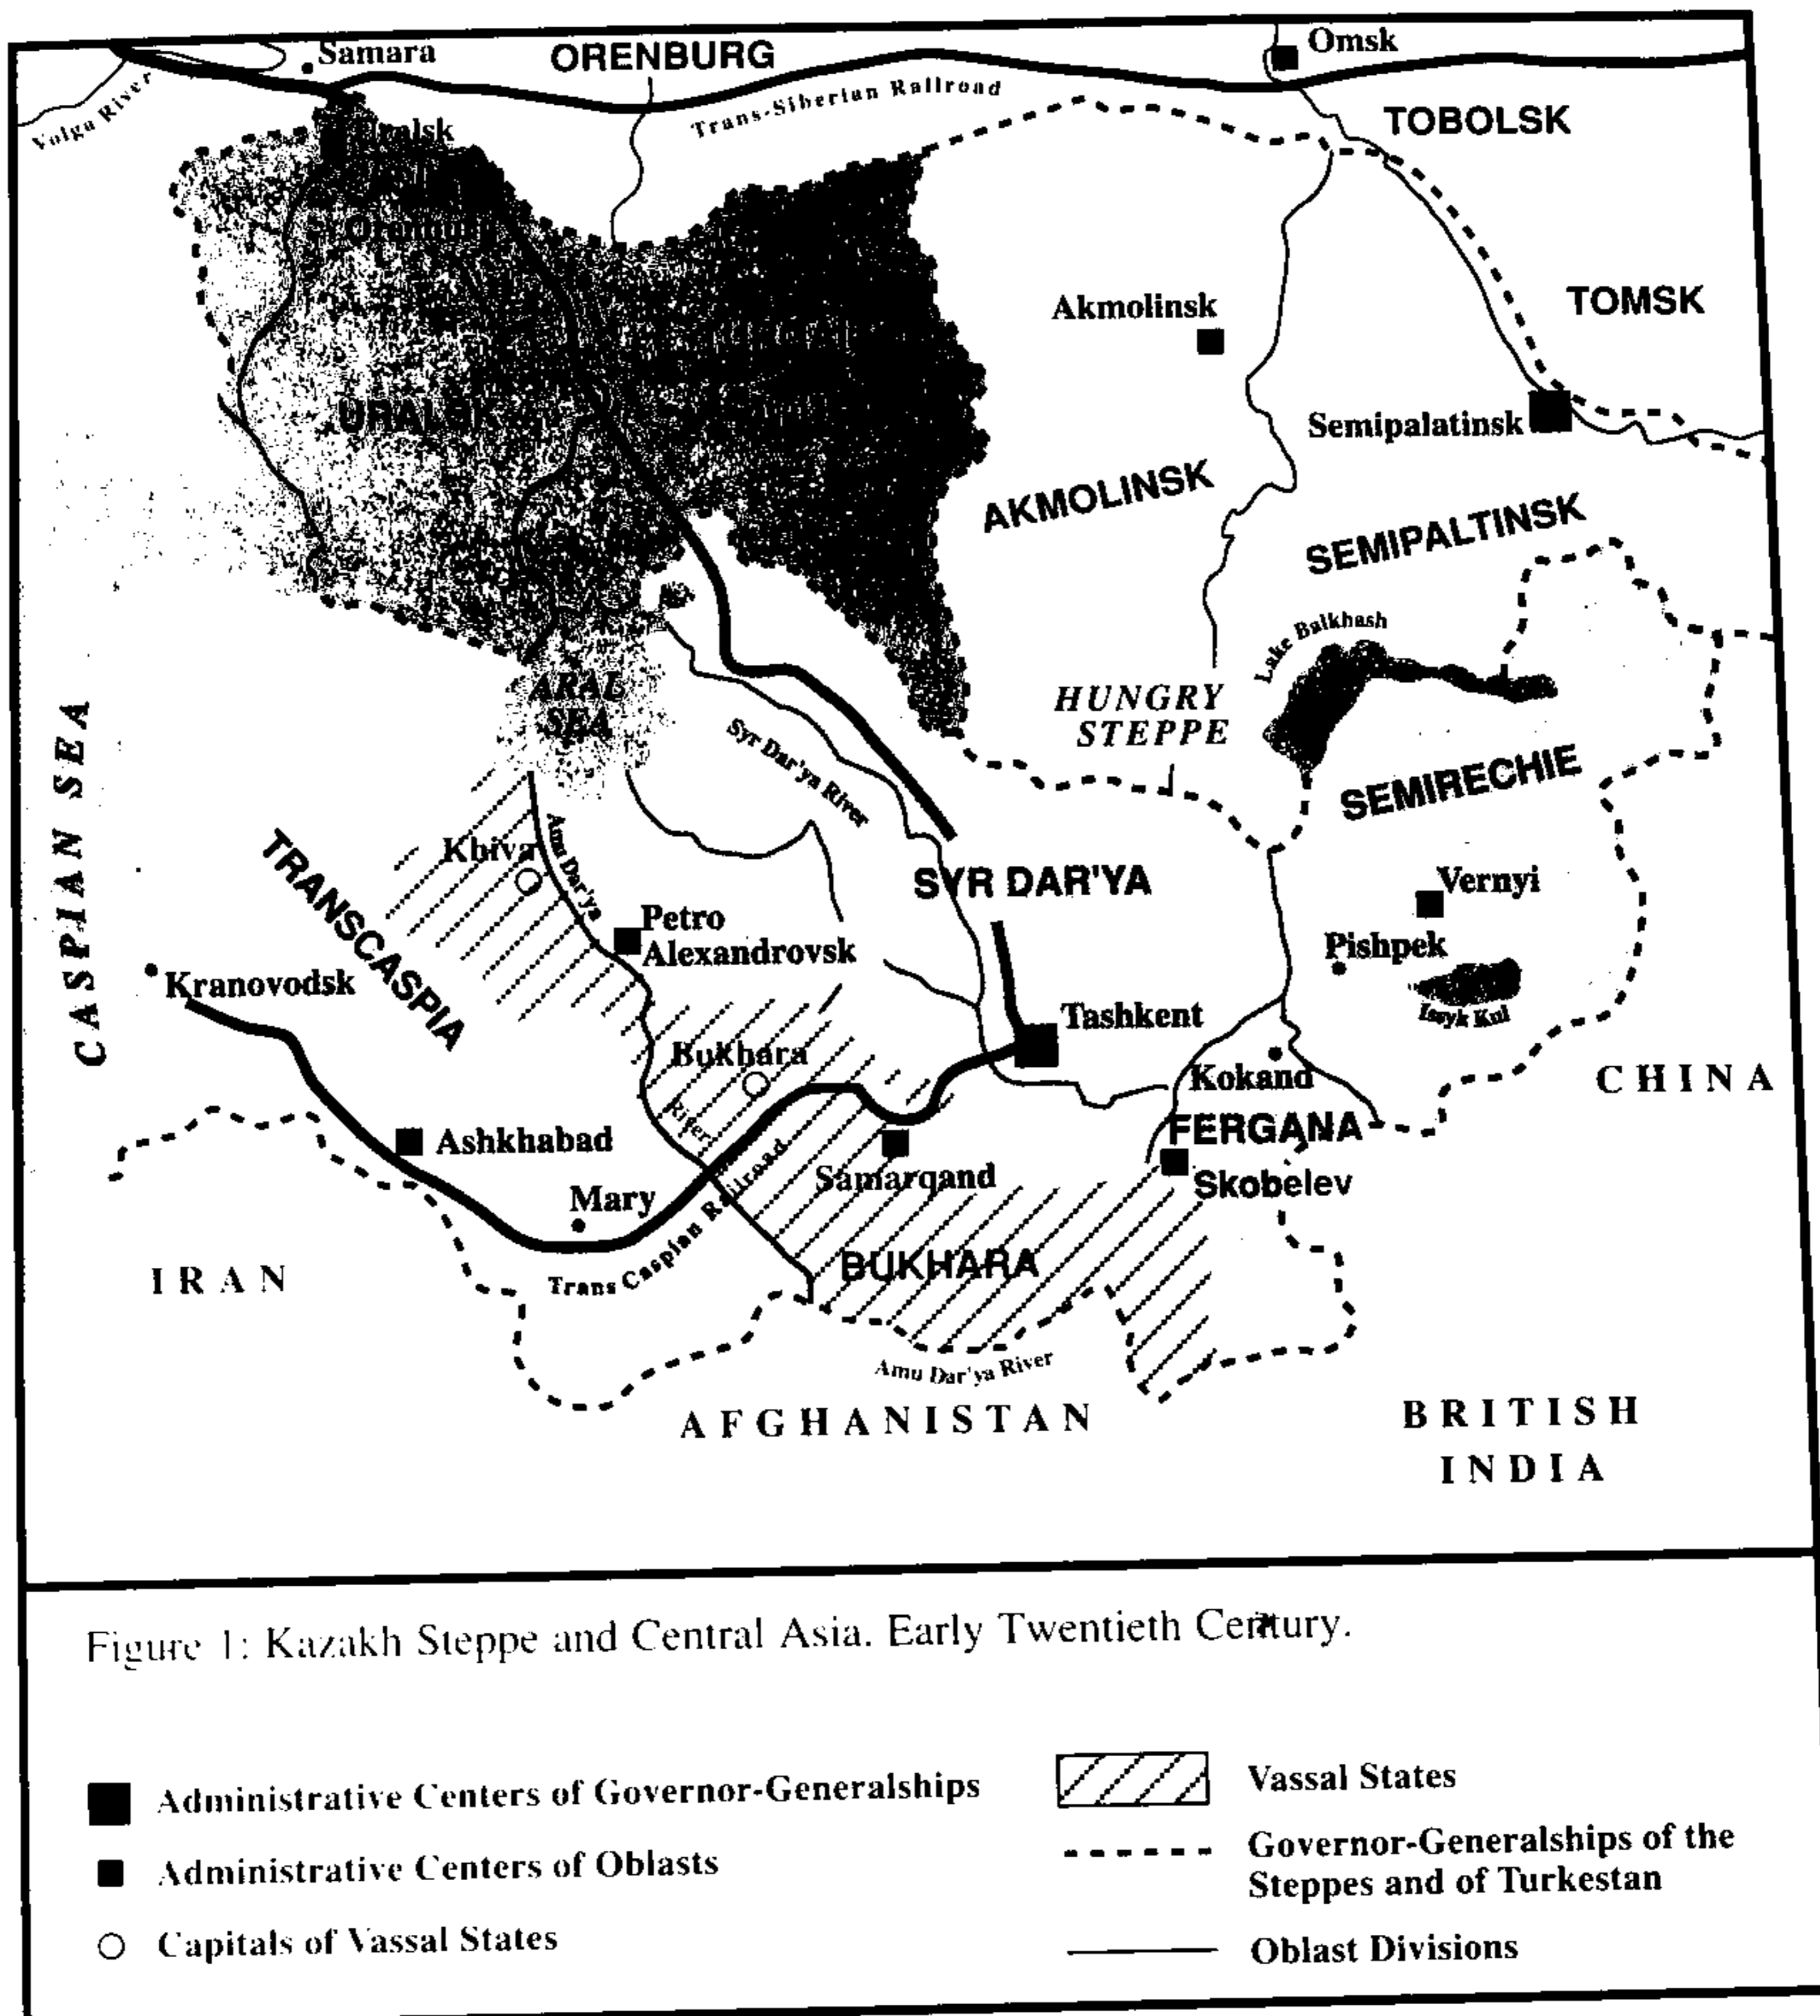 Samara
ORENBURG
Omsk
Volga River
Trans-Siberian Railroad
TOBOLSK
Orenburg
TOMSK
Akmolinsk
URALSK
Semipalatinsk
AKMOLINSK
SEMIPALTINSK
Lake Balkhash
ARAL
SEA
HUNGRY
STEPPE
CASPIAN SEA
Syr Dar'ya River
SEMIRECHIE
TRANSCASPIA
Khiva
Amu Dar'ya
SYR DAR'YA
Vernyi
Petro
Alexandrovsk
Pishpek
Kranovodsk
Issyk Kul
Tashkent
Bukhara
Kokand
CHINA
River
FERGANA
Ashkhabad
Samarqand
Skobelev
Mary
Trans Caspian Railroad
IRAN
BUKHARA
Amu Dar'ya River
AFGHANISTAN
BRITISH
INDIA
Figure 1: Kazakh Steppe and Central Asia. Early Twentieth Century.
Administrative Centers of Governor-Generalships
Administrative Centers of Oblasts
Capitals of Vassal States
Vassal States
Governor-Generalships of the
Steppes and of Turkestan
Oblast Divisions